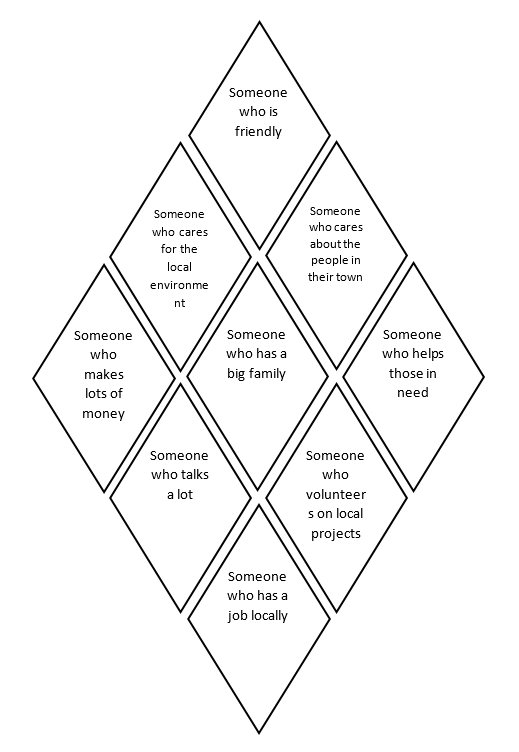 Someone
who is
friendly
Someone
who cares
for the
local
environme
nt
Someone
who cares
about the
people in
their town
Someone
who
makes
lots of
money
Someone
who has a
big family
Someone
who helps
those in
need
Someone
who talks
a lot
Someone
who
volunteer
s on local
projects
Someone
who has a
job locally